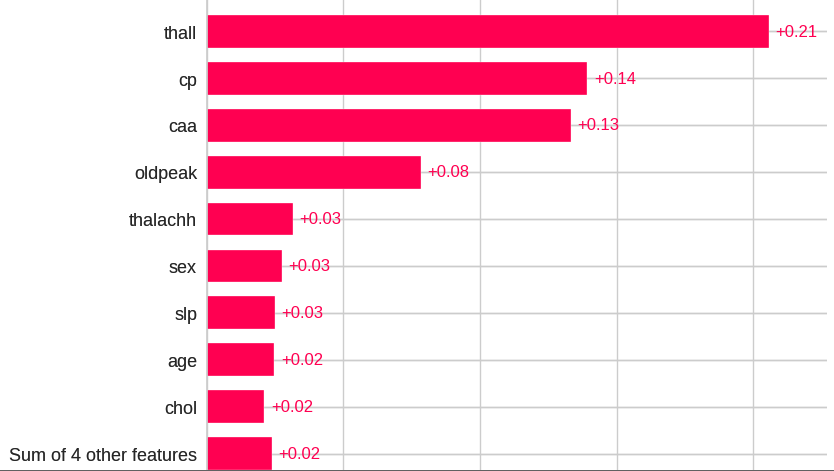 thall +0.21
cp +0.14
caa +0.13
oldpeak +0.08
thalachh +0.03
sex +0.03
slp +0.03
age +0.02
chol +0.02
Sum of 4 other features +0.02